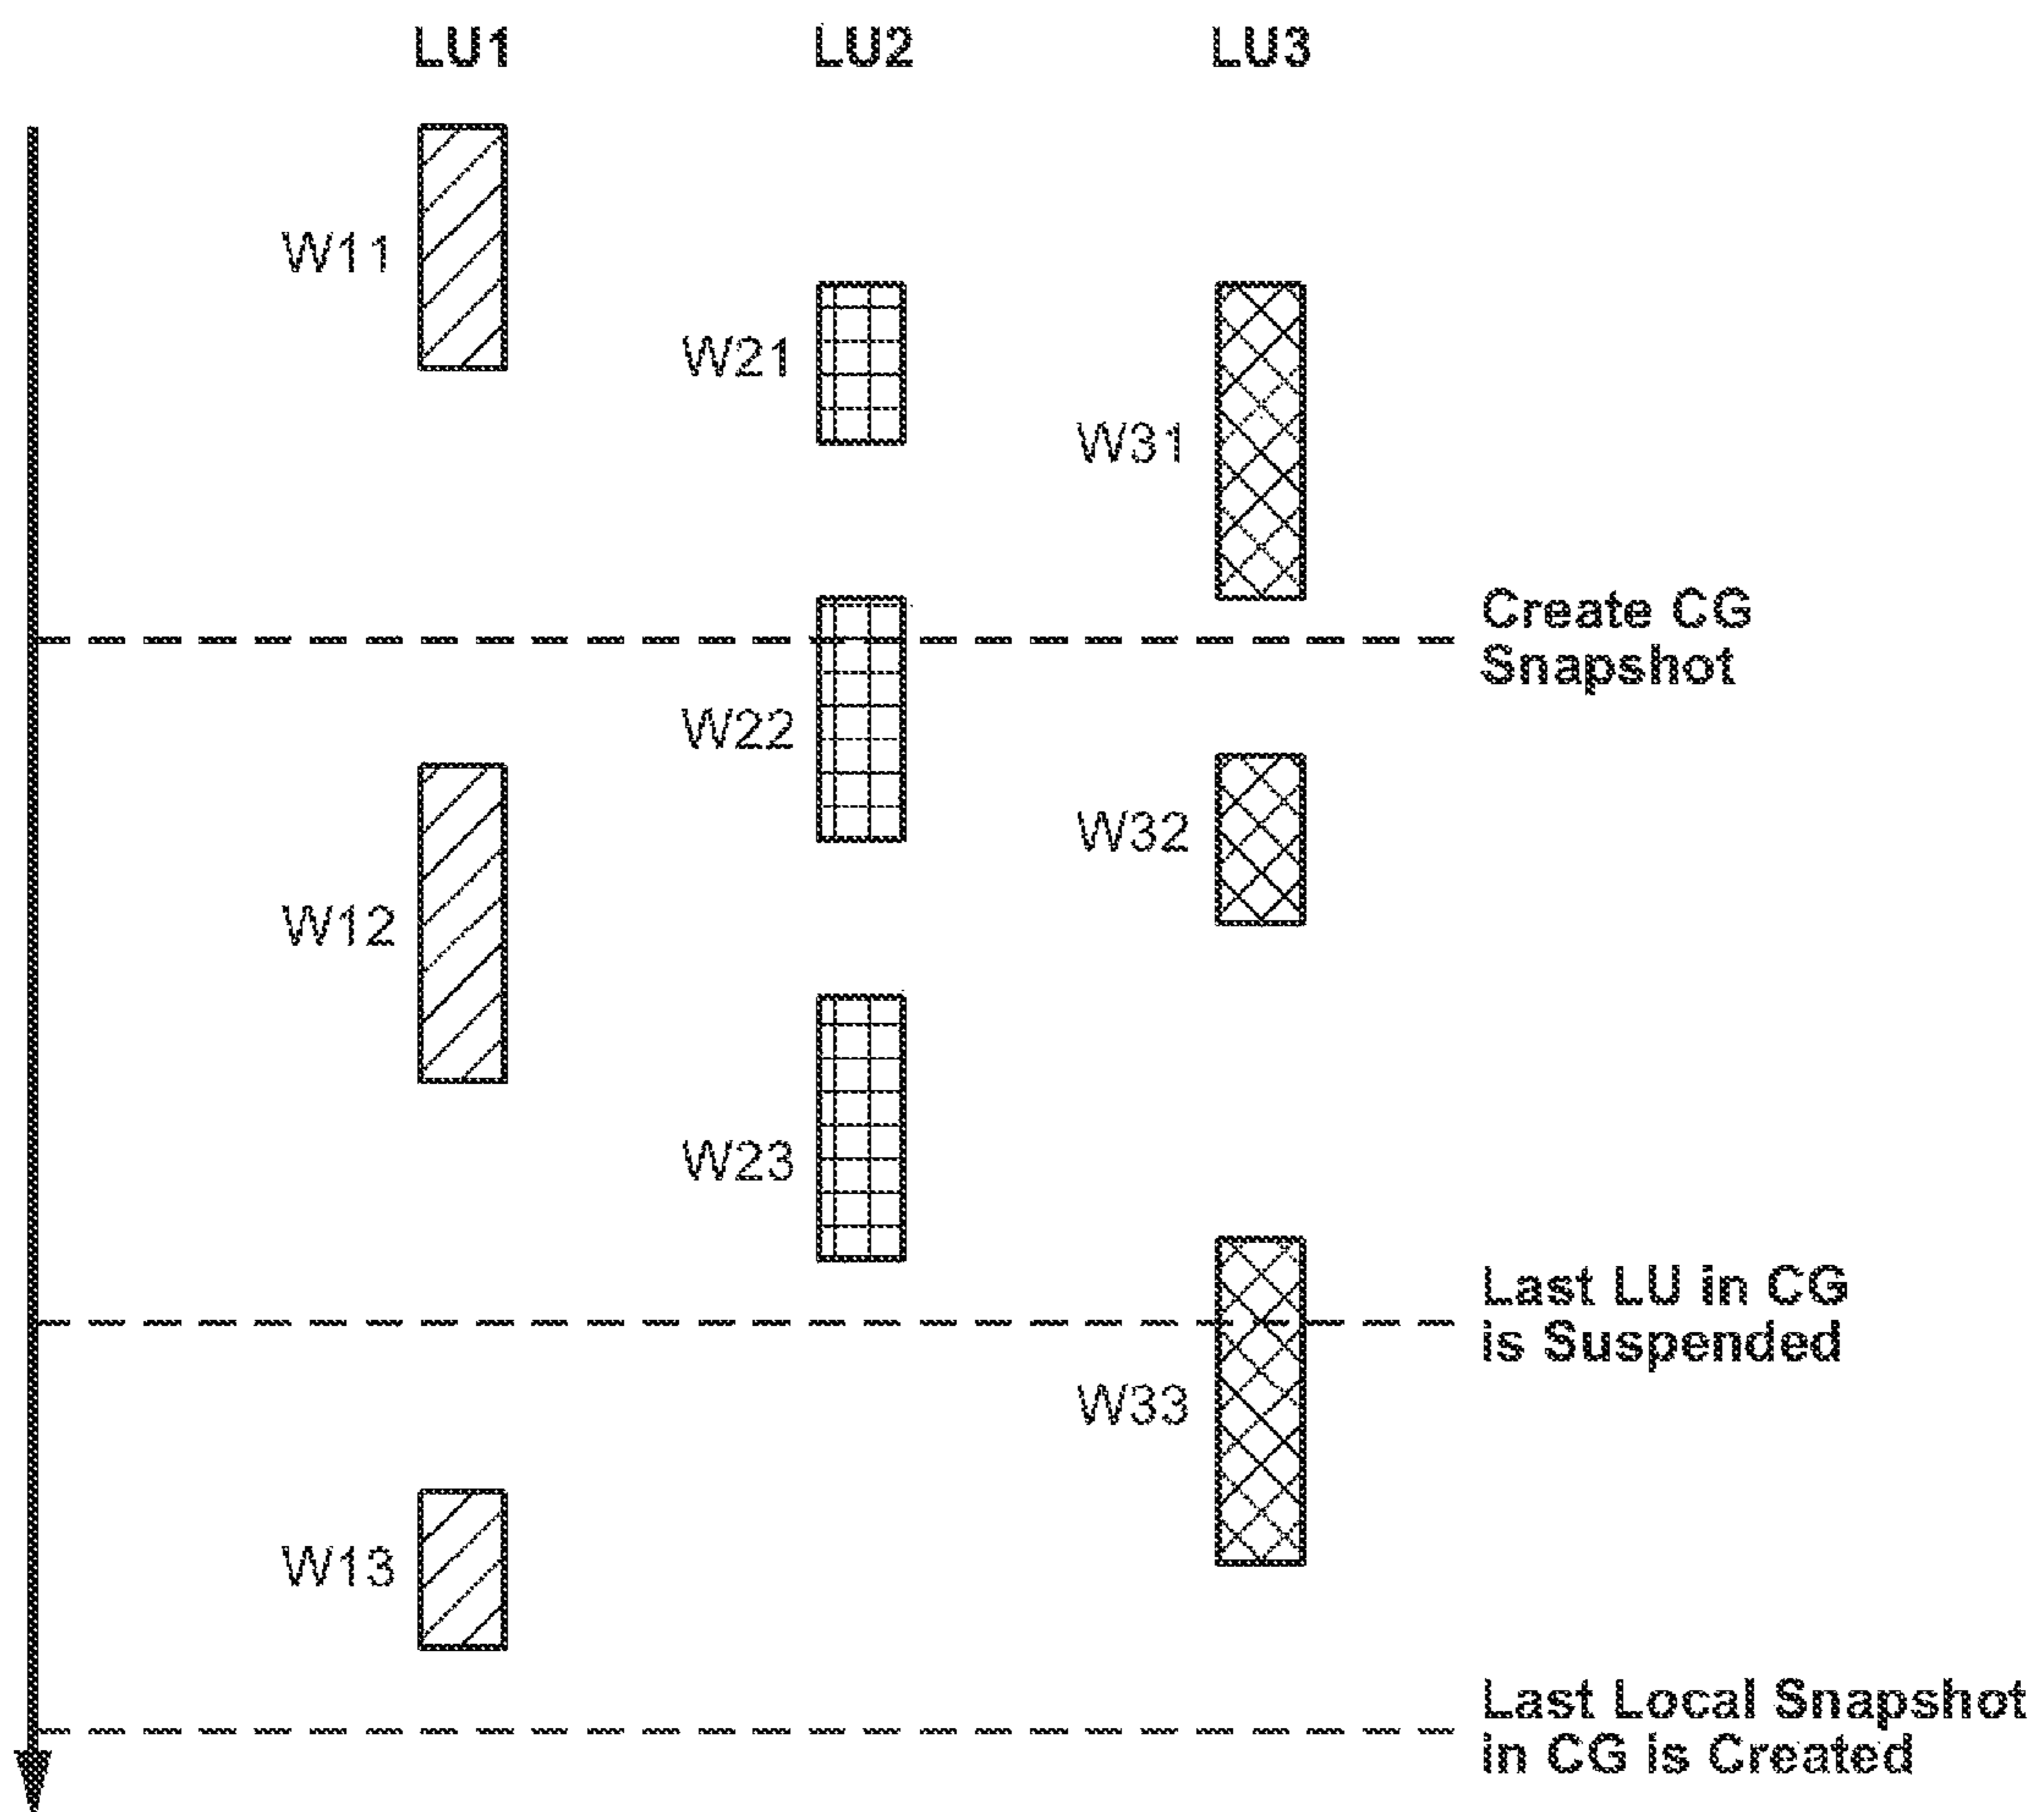 LU1 LU2 LU3
W11
W21
W31
Create CG
Snapshot
W22
W32
W12
W23
Last LU in CG
is Suspended
W33
W13
Last Local Snapshot
in CG is Created